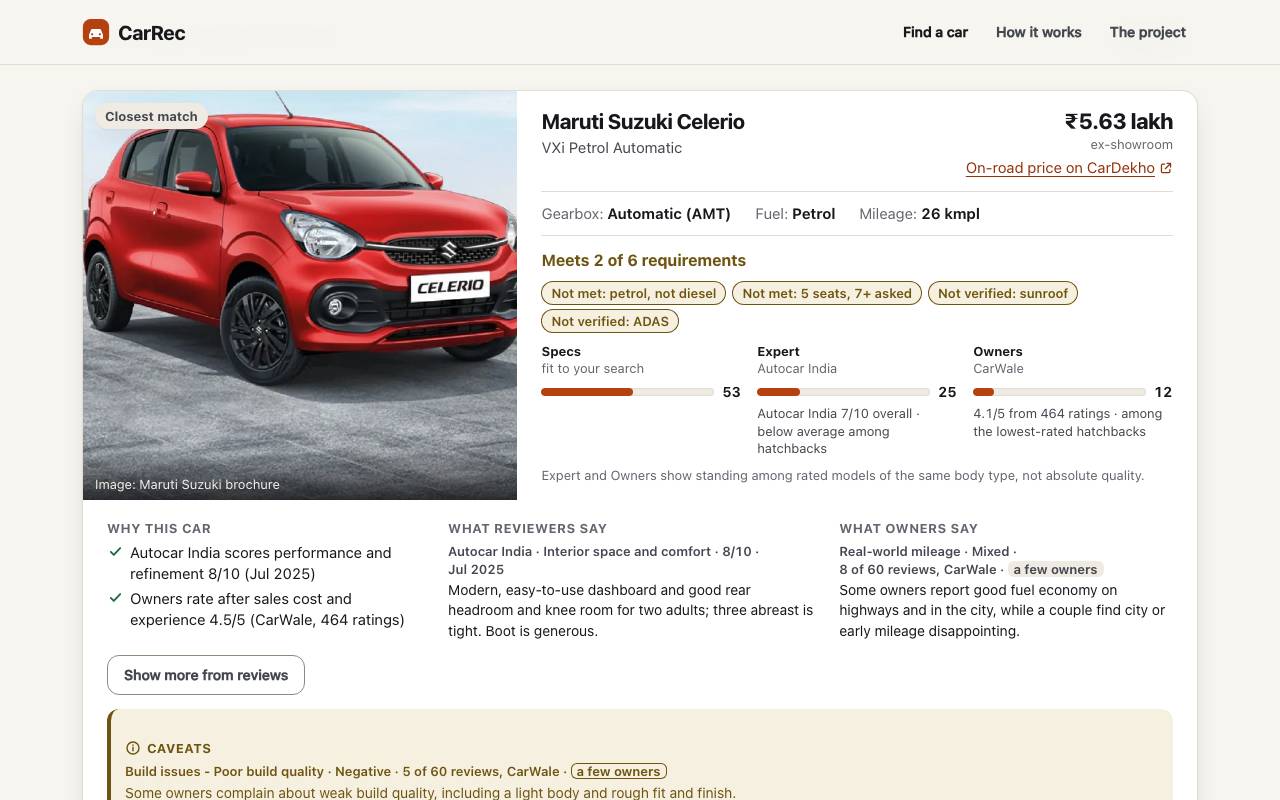 CarRec
Find a car
How it works
The project
Closest match
CELERIO
Image: Maruti Suzuki brochure
Maruti Suzuki Celerio
VXi Petrol Automatic
₹5.63 lakh
ex-showroom
On-road price on CarDekho
Gearbox: Automatic (AMT) Fuel: Petrol Mileage: 26 kmpl
Meets 2 of 6 requirements
Not met: petrol, not diesel
Not met: 5 seats, 7+ asked
Not verified: sunroof
Not verified: ADAS
Specs
fit to your search
53
Expert
Autocar India
25
Autocar India 7/10 overall ·
below average among
hatchbacks
Owners
CarWale
12
4.1/5 from 464 ratings · among
the lowest-rated hatchbacks
Expert and Owners show standing among rated models of the same body type, not absolute quality.
WHY THIS CAR
Autocar India scores performance and
refinement 8/10 (Jul 2025)
Owners rate after sales cost and
experience 4.5/5 (CarWale, 464 ratings)
WHAT REVIEWERS SAY
Autocar India · Interior space and comfort · 8/10 ·
Jul 2025
Modern, easy-to-use dashboard and good rear
headroom and knee room for two adults; three abreast is
tight. Boot is generous.
WHAT OWNERS SAY
Real-world mileage · Mixed ·
8 of 60 reviews, CarWale · a few owners
Some owners report good fuel economy on
highways and in the city, while a couple find city or
early mileage disappointing.
Show more from reviews
CAVEATS
Build issues - Poor build quality · Negative · 5 of 60 reviews, CarWale · a few owners
Some owners complain about weak build quality, including a light body and rough fit and finish.